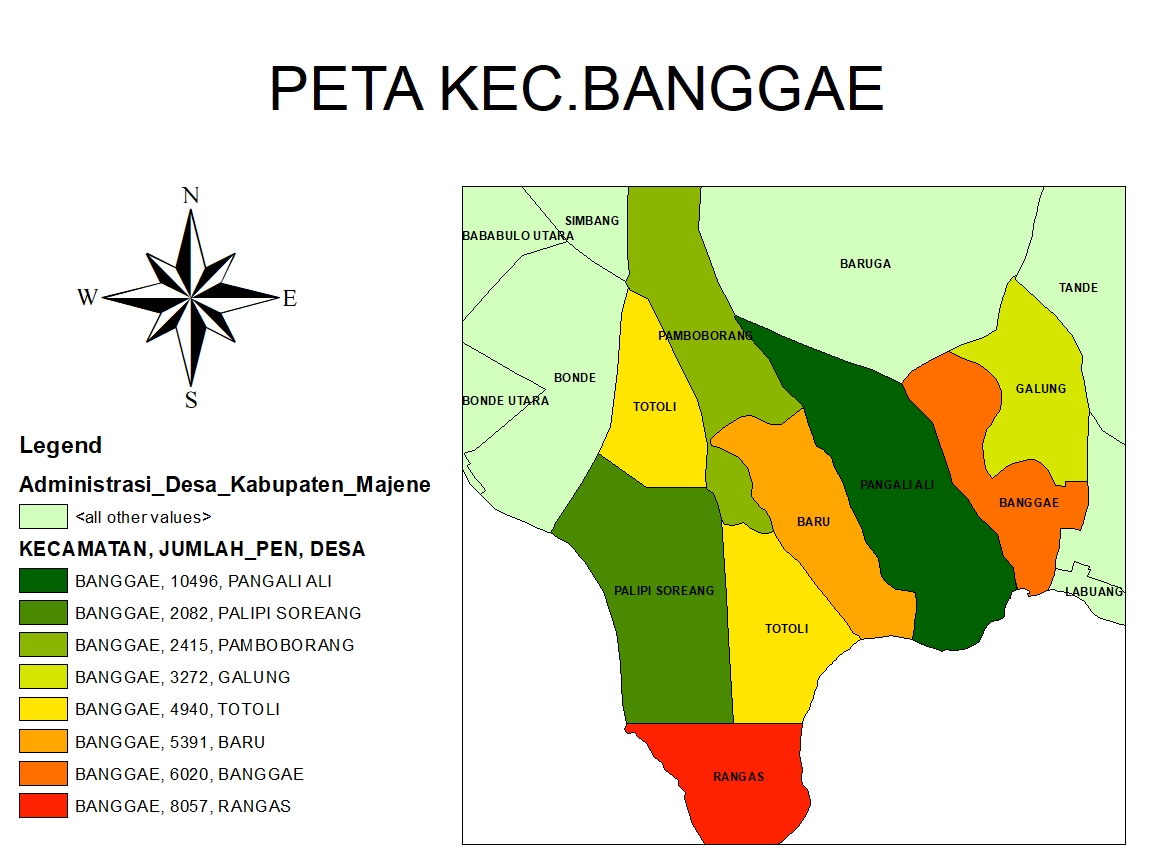 PETA KEC.BANGGAE
N
W
E
S
Legend
Administrasi_Desa_Kabupaten_Majene
<all other values>
KECAMATAN, JUMLAH_PEN, DESA
BANGGAE, 10496, PANGALI ALI
BANGGAE, 2082, PALIPI SOREANG
BANGGAE, 2415, PAMBOBORANG
BANGGAE, 3272, GALUNG
BANGGAE, 4940, TOTOLI
BANGGAE, 5391, BARU
BANGGAE, 6020, BANGGAE
BANGGAE, 8057, RANGAS
SIMBANG
BABABULO UTARA
BARUGA
TANDE
PAMBOBORANG
BONDE
GALUNG
BONDE UTARA
TOTOLI
PANGALI ALI
BANGGAE
BARU
PALIPI SOREANG
LABUANG
TOTOLI
RANGAS